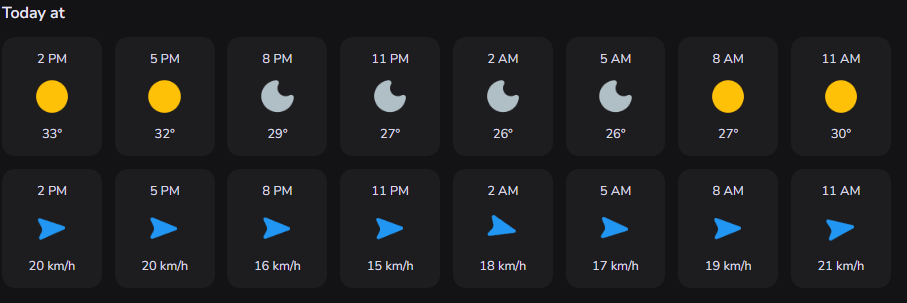 Today at
2 PM 5 PM 8 PM 11 PM 2 AM 5 AM 8 AM 11 AM
33° 32° 29° 27° 26° 26° 27° 30°
2 PM 5 PM 8 PM 11 PM 2 AM 5 AM 8 AM 11 AM
20 km/h 20 km/h 16 km/h 15 km/h 18 km/h 17 km/h 19 km/h 21 km/h